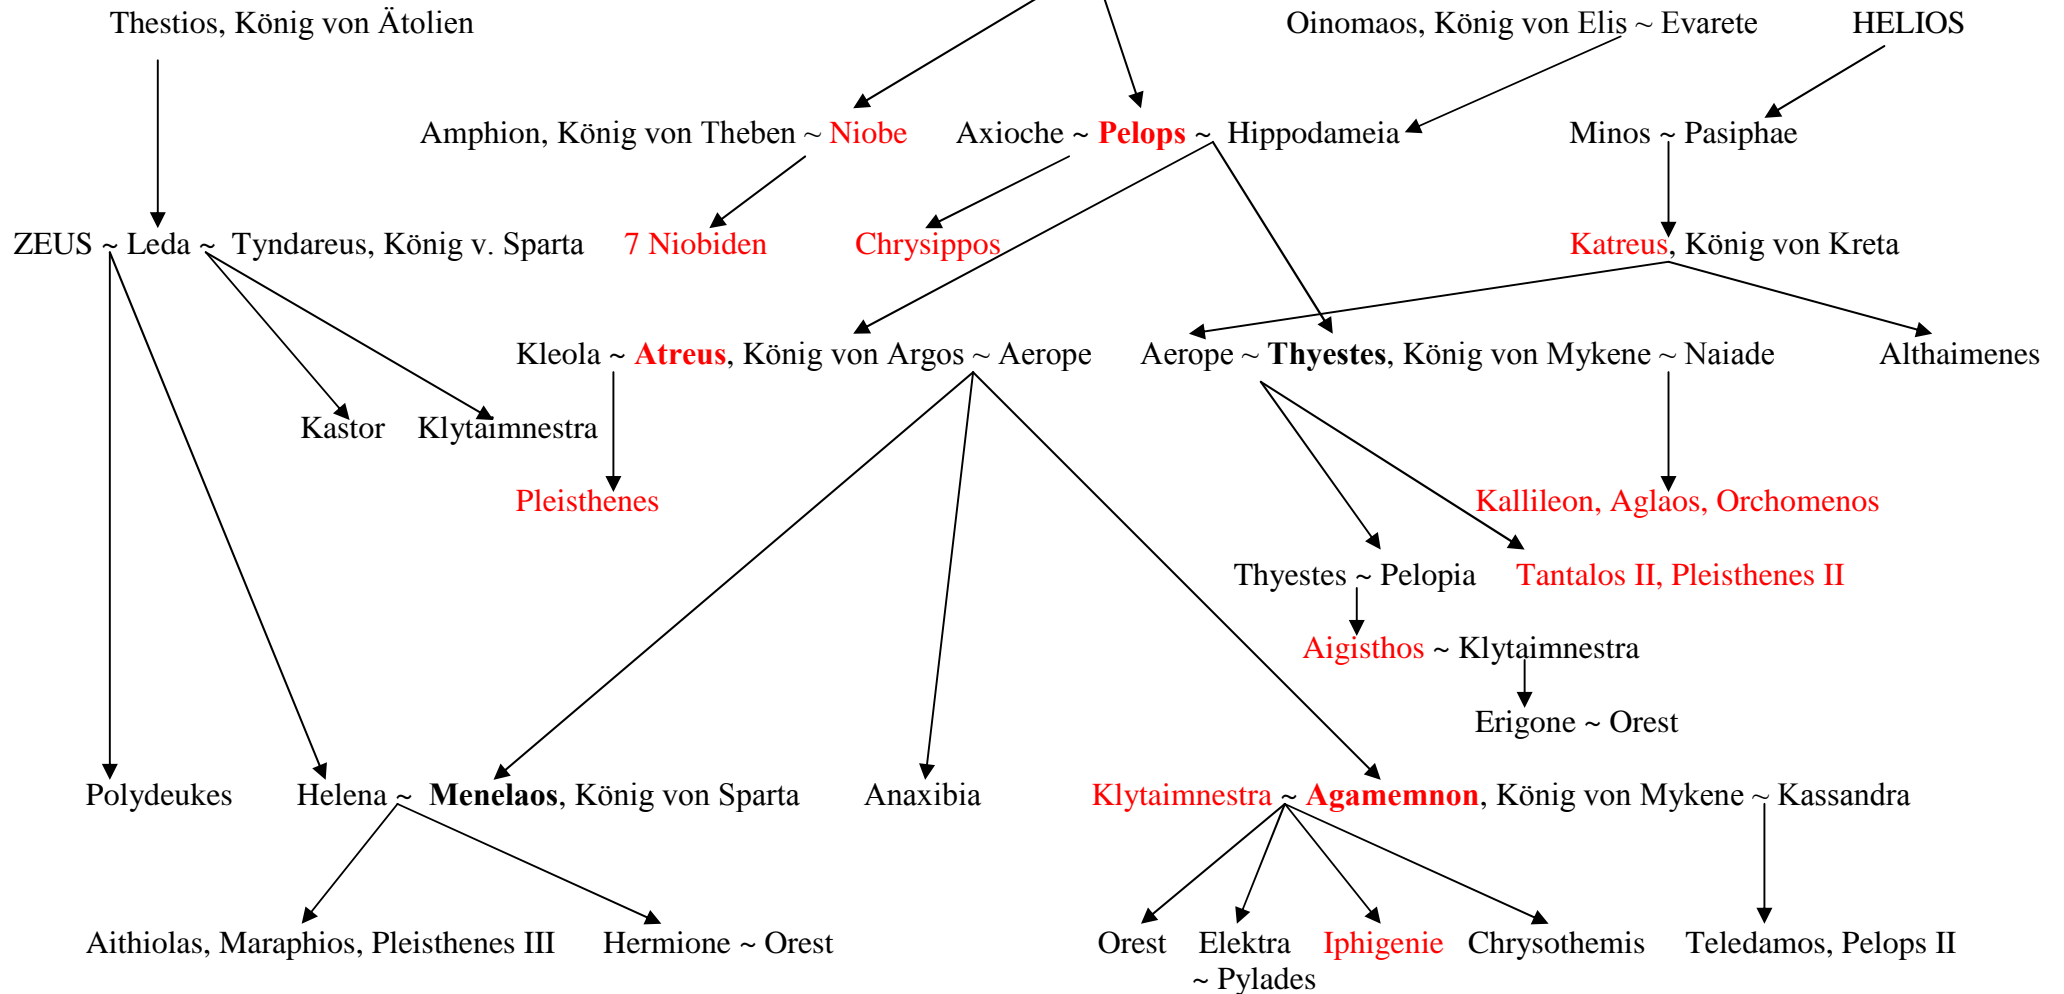 Thestios, König von Ätolien Oinomaos, König von Elis ~ Evarete HELIOS
Amphion, König von Theben ~ Niobe Axioche ~ Pelops ~ Hippodameia Minos ~ Pasiphae
ZEUS ~ Leda ~ Tyndareus, König v. Sparta 7 Niobiden Chrysippos Katreus, König von Kreta
Kleola ~ Atreus, König von Argos ~ Aerope Aerope ~ Thyestes, König von Mykene ~ Naiade Althaimenes
Kastor Klytaimnestra
Pleisthenes Kallileon, Aglaos, Orchomenos
Thyestes ~ Pelopia Tantalos II, Pleisthenes II
Aigisthos ~ Klytaimnestra
Erigone ~ Orest
Polydeukes Helena ~ Menelaos, König von Sparta Anaxibia Klytaimnestra ~ Agamemnon, König von Mykene ~ Kassandra
Aithiolas, Maraphios, Pleisthenes III Hermione ~ Orest Orest Elektra Iphigenie Chrysothemis Teledamos, Pelops II
~ Pylades